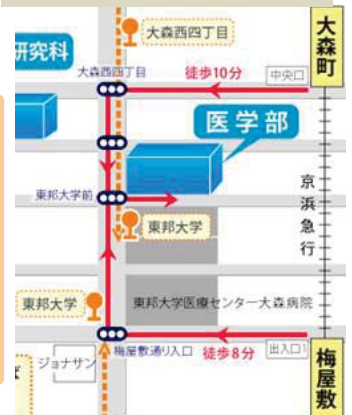 大森町
大森西四丁目
研究科
大森西四丁目
徒歩10分
中央口
医学部
東邦大学前
京浜急行
東邦大学
東邦大学
東邦大学医療センター大森病院
梅屋敷通り入口
徒歩8分
出入口1
ジョナサン
梅屋敷
ば